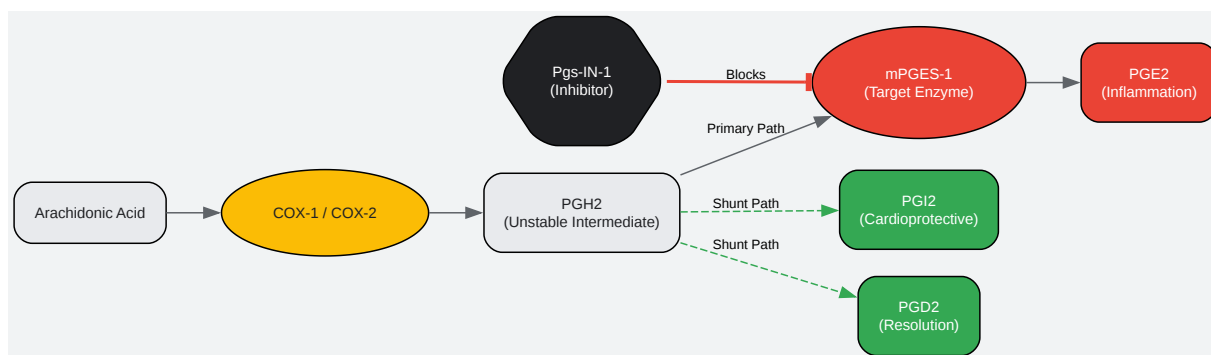 Pgs-IN-1
(Inhibitor)
Blocks
mPGES-1
(Target Enzyme)
PGE2
(Inflammation)
Primary Path
Arachidonic Acid
COX-1 / COX-2
PGH2
(Unstable Intermediate)
Shunt Path
PGI2
(Cardioprotective)
Shunt Path
PGD2
(Resolution)